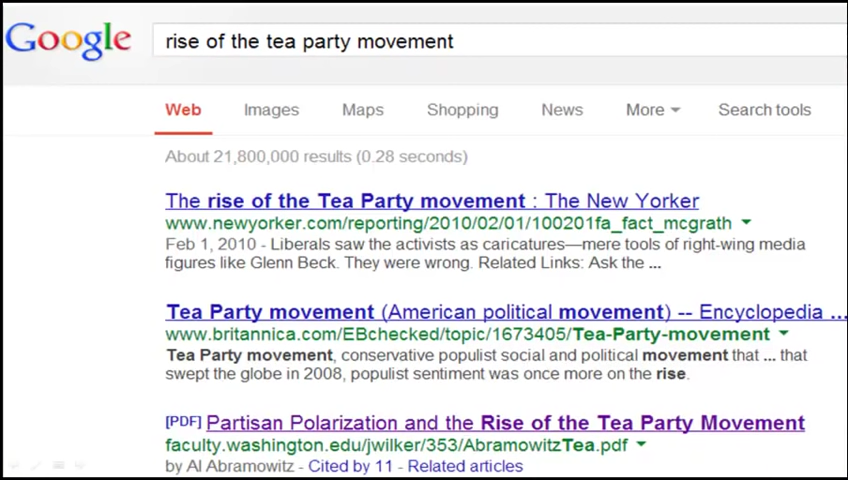 Google rise of the tea party movement
Web Images Maps Shopping News More Search tools
About 21,800,000 results (0.28 seconds)
The rise of the Tea Party movement : The New Yorker
www.newyorker.com/reporting/2010/02/01/100201fa_fact_mcgrath
Feb 1, 2010 - Liberals saw the activists as caricatures—mere tools of right-wing media
figures like Glenn Beck. They were wrong. Related Links: Ask the ...
Tea Party movement (American political movement) -- Encyclopedia ...
www.britannica.com/EBchecked/topic/1673405/Tea-Party-movement
Tea Party movement, conservative populist social and political movement that ... that
swept the globe in 2008, populist sentiment was once more on the rise.
[PDF] Partisan Polarization and the Rise of the Tea Party Movement
faculty.washington.edu/jwilker/353/AbramowitzTea.pdf
by AI Abramowitz - Cited by 11 - Related articles